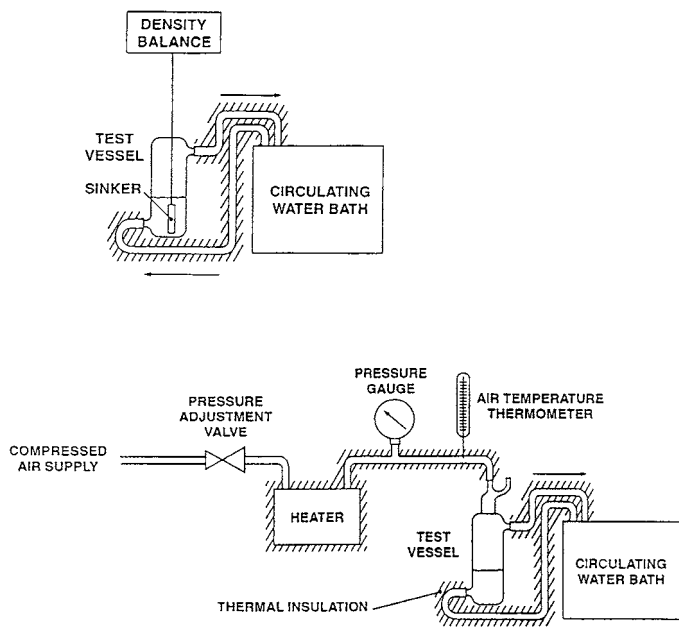 DENSITY
BALANCE
TEST
VESSEL
SINKER
CIRCULATING
WATER BATH
PRESSURE
GAUGE
AIR TEMPERATURE
THERMOMETER
PRESSURE
ADJUSTMENT
VALVE
COMPRESSED
AIR SUPPLY
HEATER
TEST
VESSEL
CIRCULATING
WATER BATH
THERMAL INSULATION